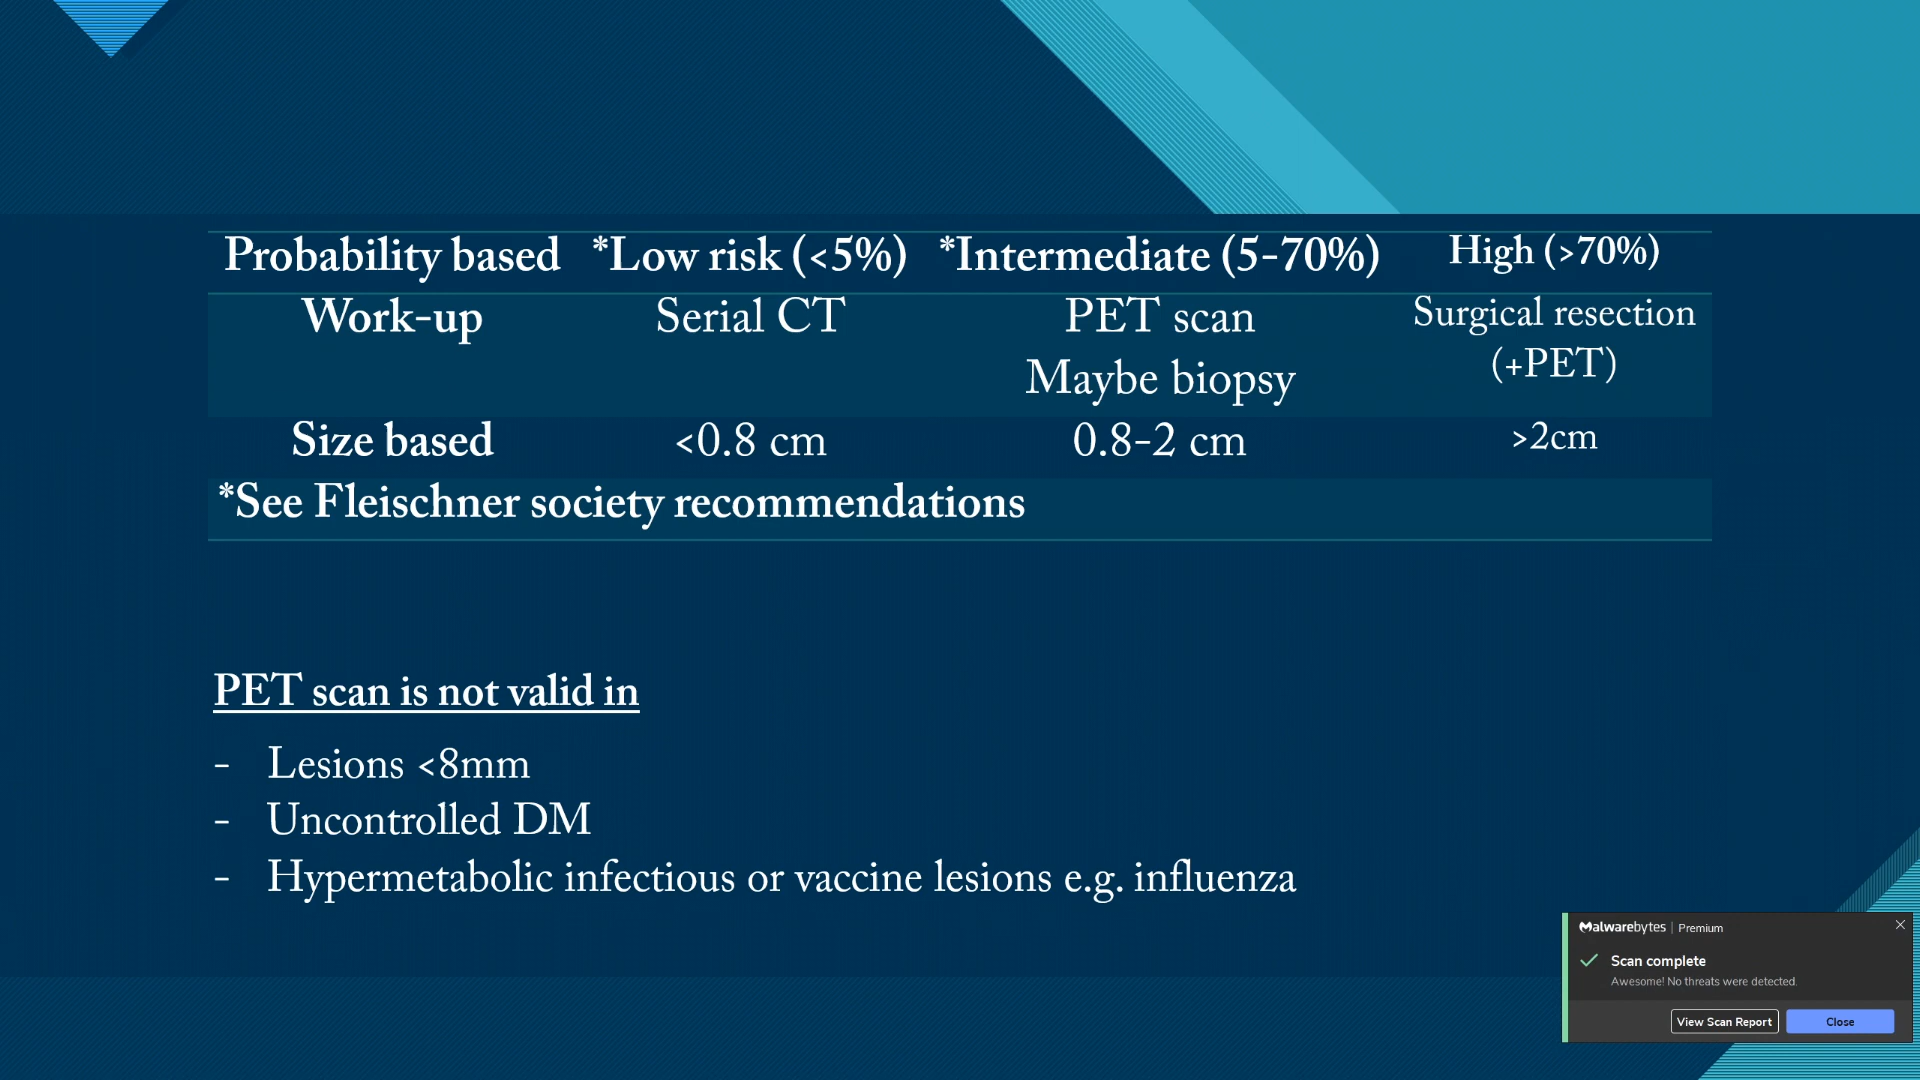 Probability based *Low risk (<5%) *Intermediate (5-70%) High (>70%)
Work-up Serial CT PET scan Surgical resection
Maybe biopsy (+PET)
Size based <0.8 cm 0.8-2 cm >2cm
*See Fleischner society recommendations
PET scan is not valid in
- Lesions <8mm
- Uncontrolled DM
- Hypermetabolic infectious or vaccine lesions e.g. influenza
Malwarebytes | Premium
Scan complete
Awesome! No threats were detected.
View Scan Report Close